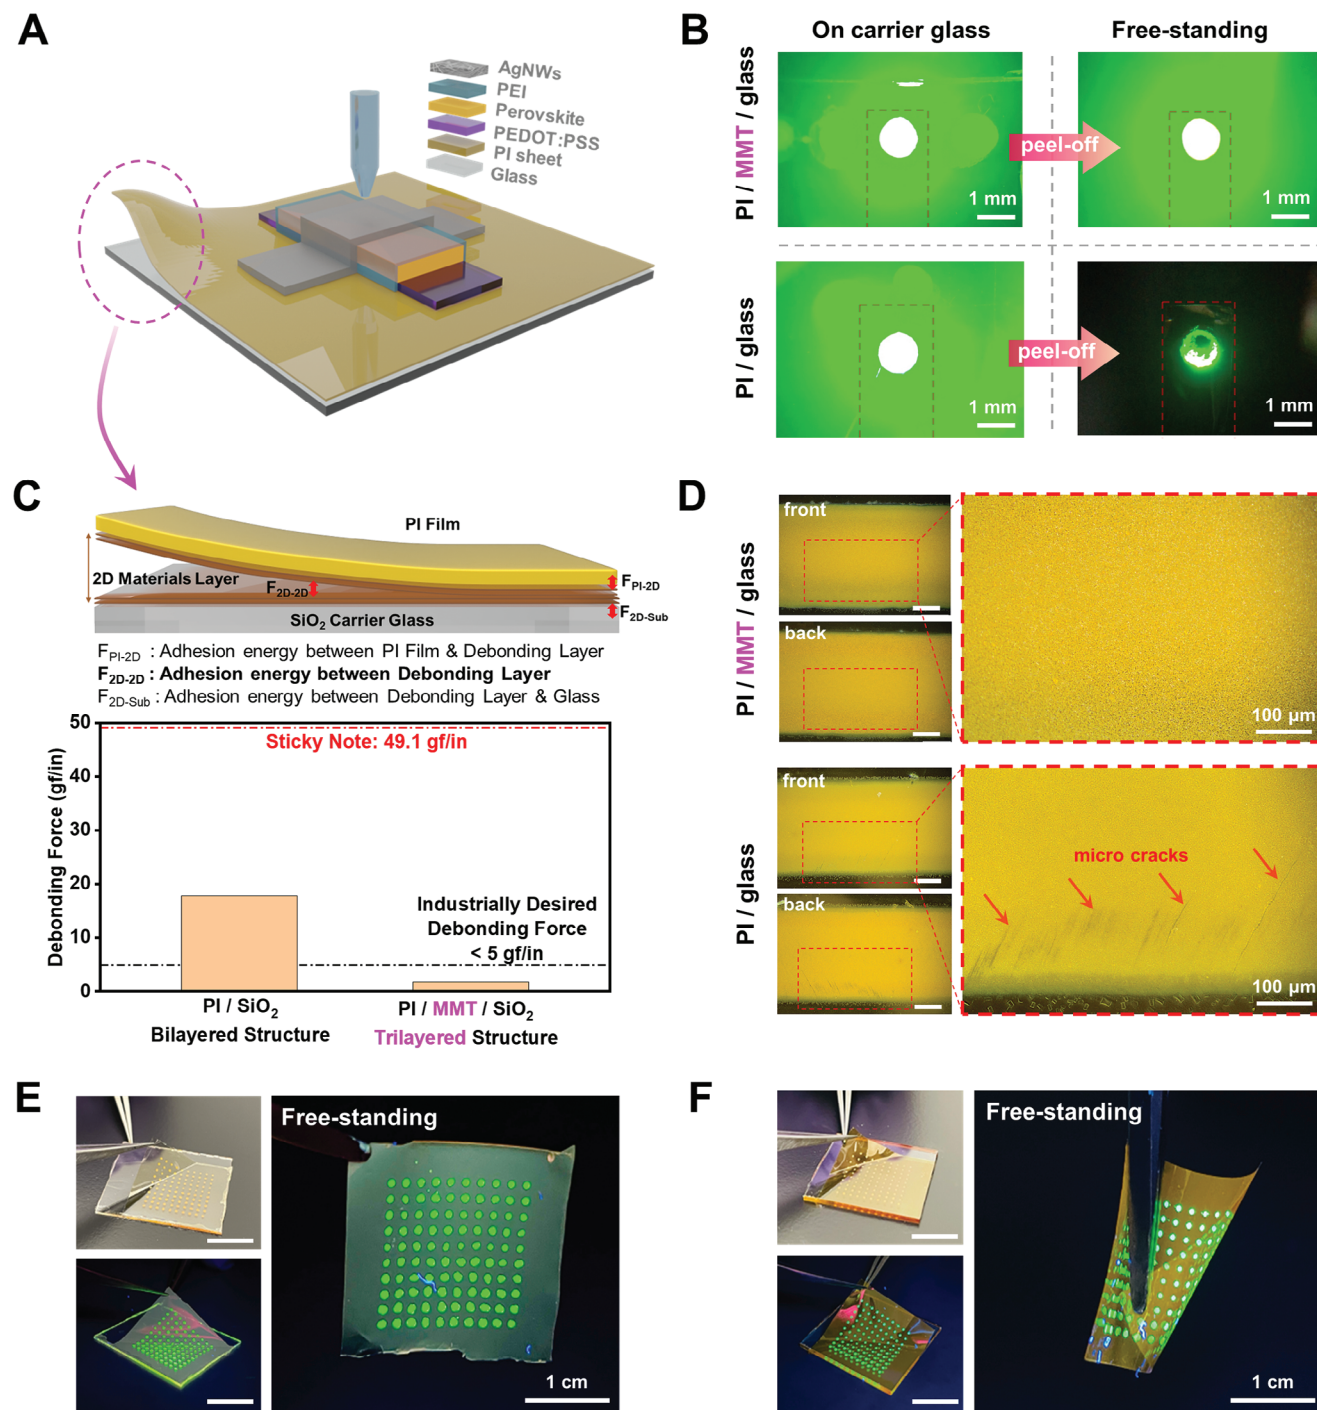 A
AgNWs
PEI
Perovskite
PEDOT:PSS
PI sheet
Glass
B
On carrier glass
Free-standing
PI / MMT / glass
peel-off
1 mm
1 mm
PI / glass
peel-off
1 mm
1 mm
C
PI Film
2D Materials Layer
F2D-2D
FPI-2D
F2D-Sub
SiO2 Carrier Glass
FPI-2D : Adhesion energy between PI Film & Debonding Layer
F2D-2D : Adhesion energy between Debonding Layer
F2D-Sub : Adhesion energy between Debonding Layer & Glass
Debonding Force (gf/in)
50
40
30
20
10
0
Sticky Note: 49.1 gf/in
Industrially Desired
Debonding Force
< 5 gf/in
PI / SiO2
Bilayered Structure
PI / MMT / SiO2
Trilayered Structure
D
PI / MMT / glass
front
back
100 µm
PI / glass
front
back
micro cracks
100 µm
E
Free-standing
1 cm
F
Free-standing
1 cm